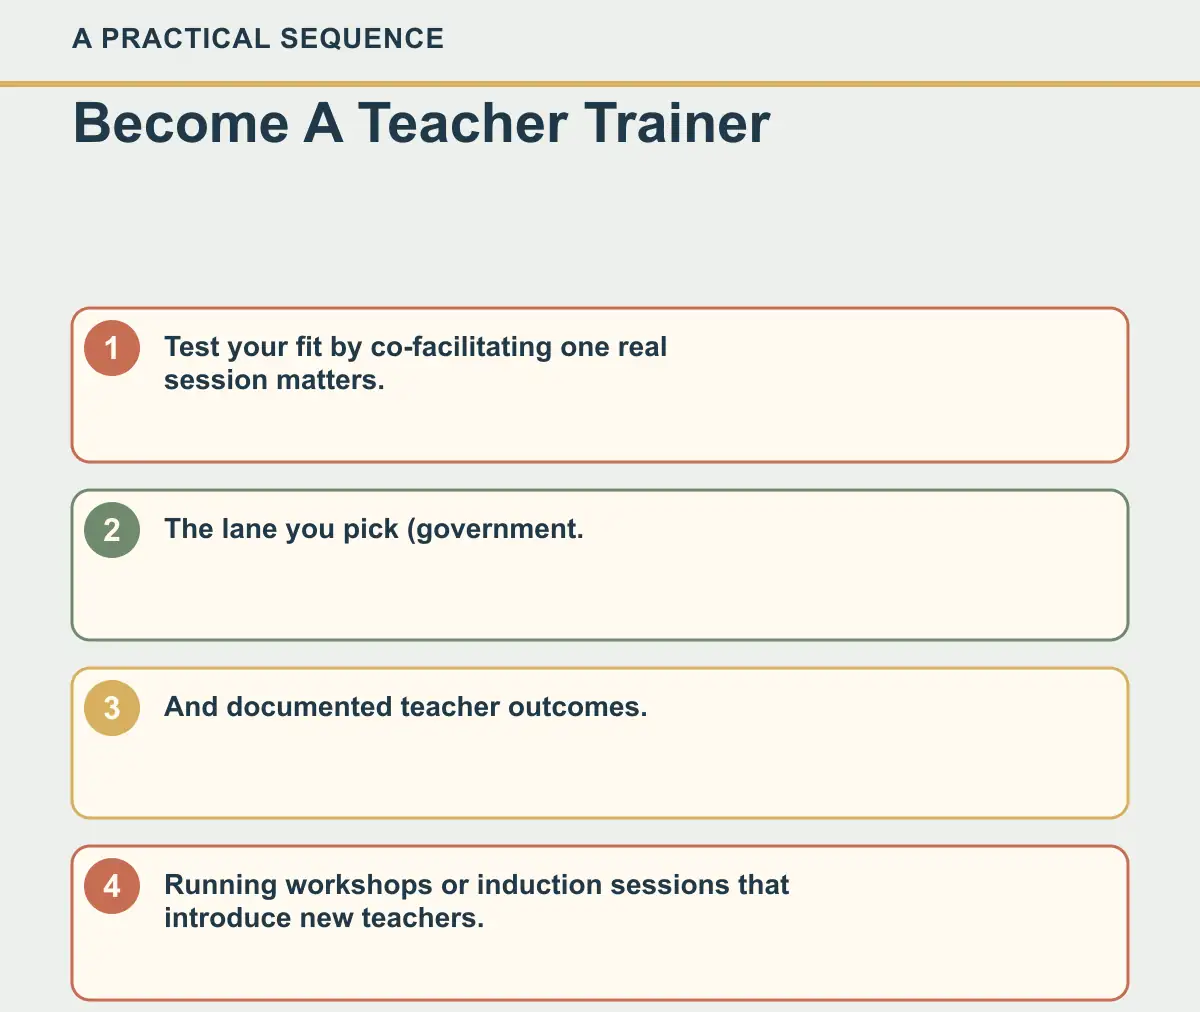 A PRACTICAL SEQUENCE
Become A Teacher Trainer
1
Test your fit by co-facilitating one real
session matters.
2
The lane you pick (government.
3
And documented teacher outcomes.
4
Running workshops or induction sessions that
introduce new teachers.